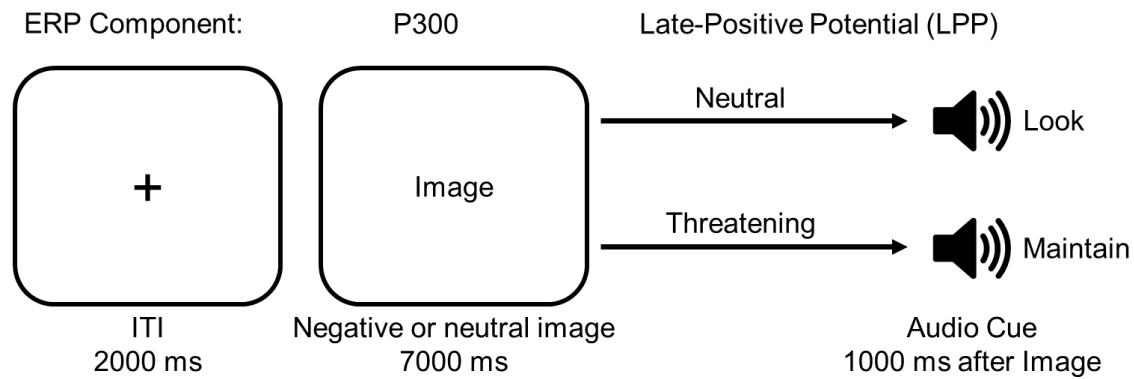 ERP Component: P300 Late-Positive Potential (LPP)
Neutral
Look
+
Image
Threatening
Maintain
ITI
2000 ms
Negative or neutral image
7000 ms
Audio Cue
1000 ms after Image